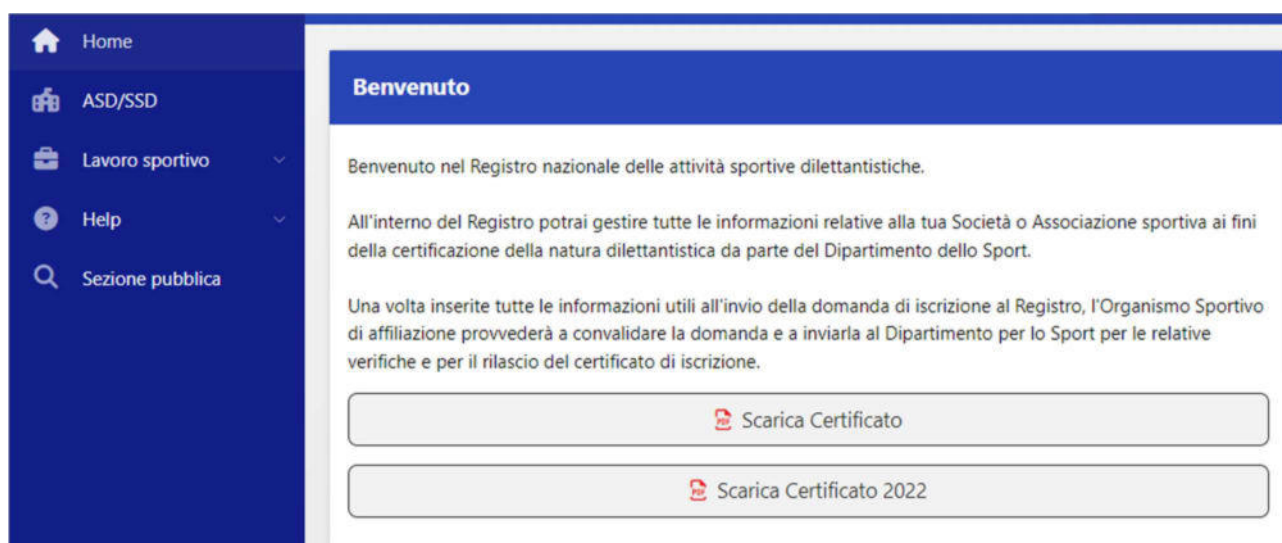 Home
ASD/SSD
Lavoro sportivo
Help
Sezione pubblica
Benvenuto
Benvenuto nel Registro nazionale delle attività sportive dilettantistiche.
All'interno del Registro potrai gestire tutte le informazioni relative alla tua Società o Associazione sportiva ai fini
della certificazione della natura dilettantistica da parte del Dipartimento dello Sport.
Una volta inserite tutte le informazioni utili all'invio della domanda di iscrizione al Registro, l'Organismo Sportivo
di affiliazione provvederà a convalidare la domanda e a inviarla al Dipartimento per lo Sport per le relative
verifiche e per il rilascio del certificato di iscrizione.
PDF Scarica Certificato
PDF Scarica Certificato 2022